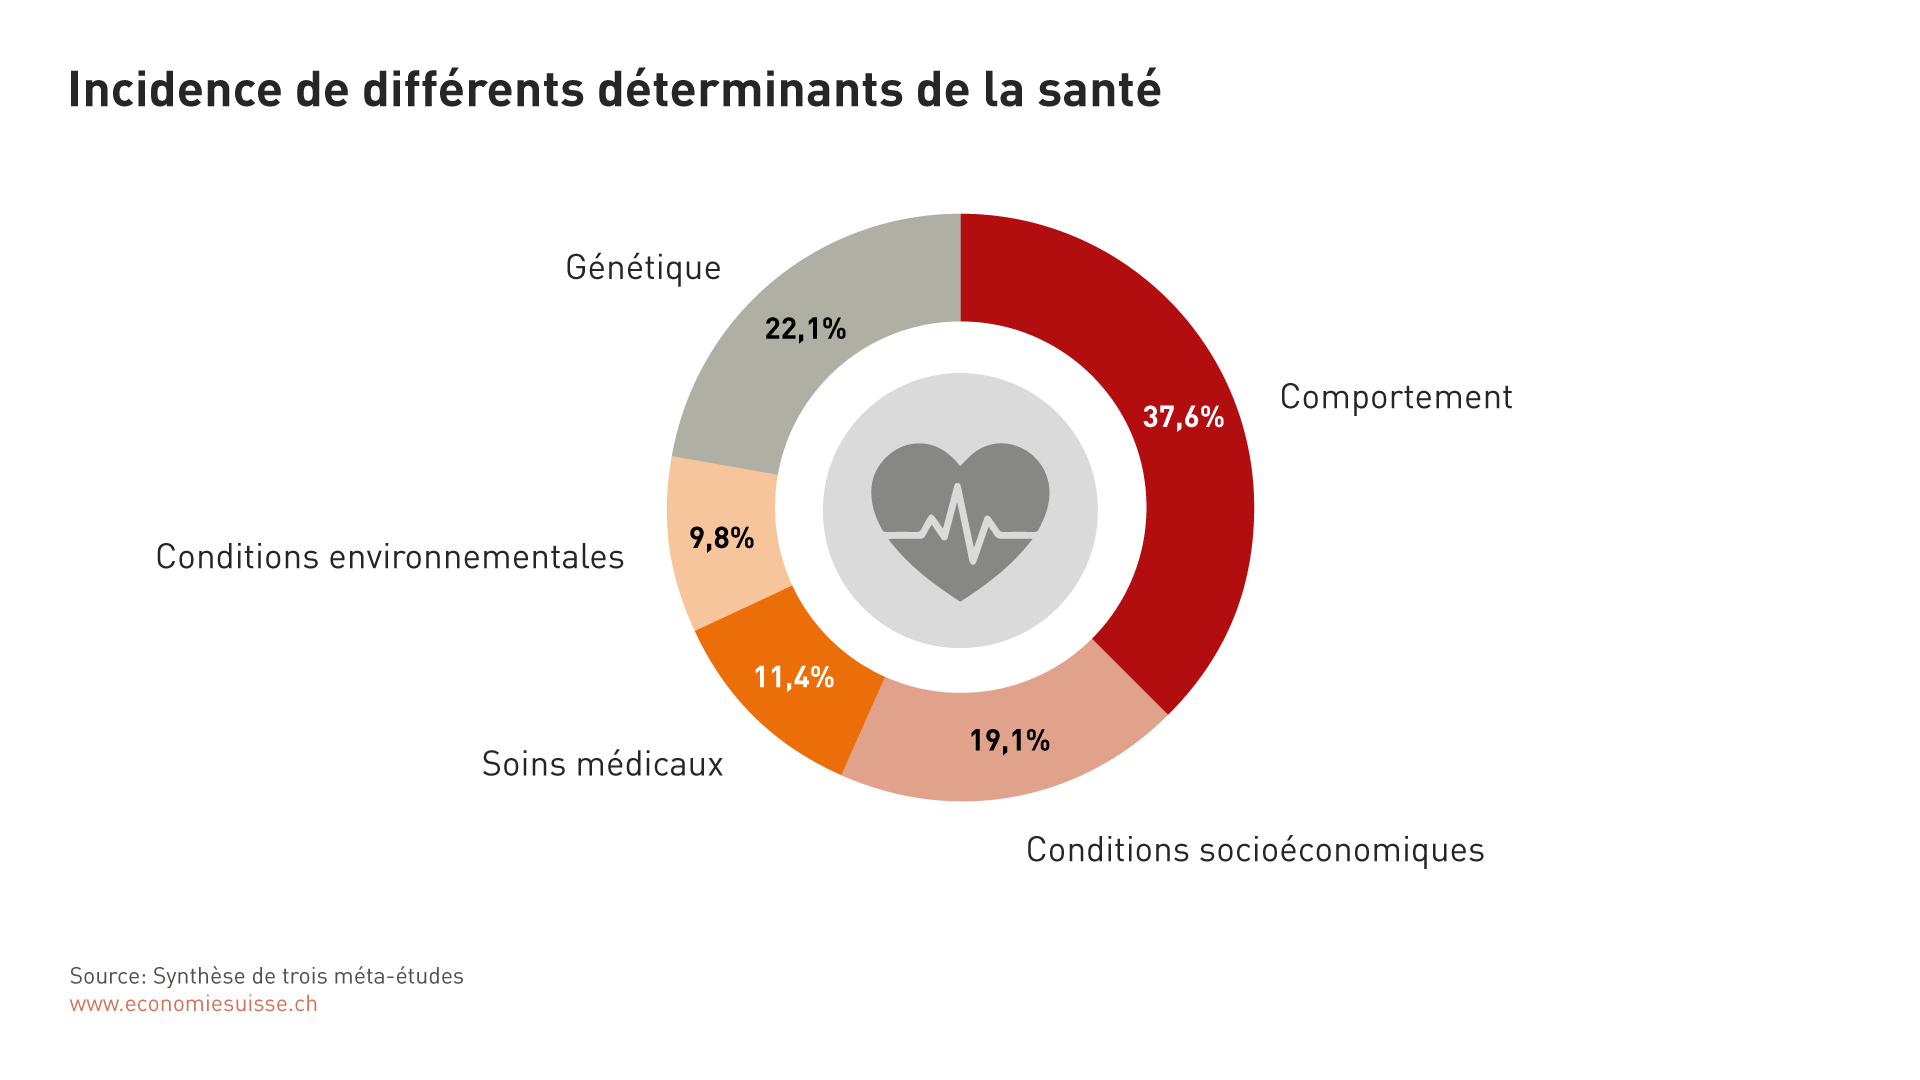 Incidence de différents déterminants de la santé
Génétique
22,1%
Comportement
37,6%
Conditions environnementales
9,8%
Soins médicaux
11,4%
19,1%
Conditions socioéconomiques
Source: Synthèse de trois méta-études
www.economiesuisse.ch